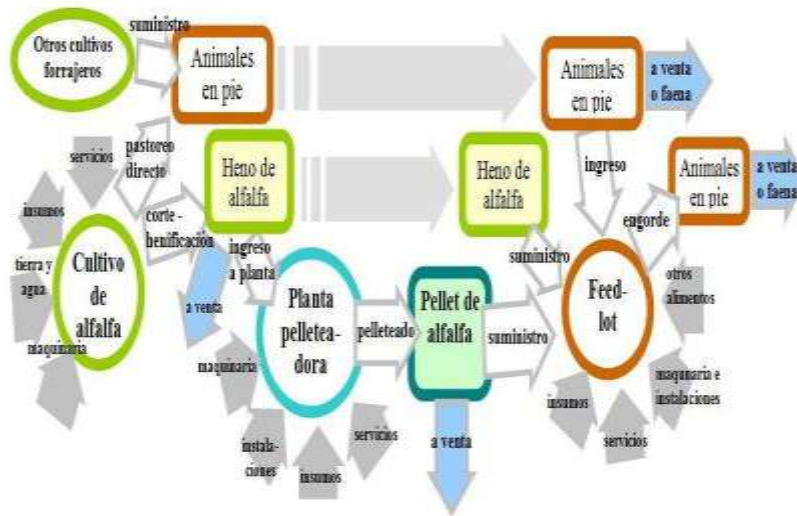 Otros cultivos
forrajeros
suministro
Animales
en pie
Animales
en pie
a venta
o faena
servicios
pastoreo
directo
Heno de
alfalfa
Heno de
alfalfa
ingreso
Animales
en pie
a venta
o faena
insumos
corte -
henificación
engorde
tierra y
agua
Cultivo
de
alfalfa
ingreso
a planta
suministro
a venta
Planta
pelletea-
dora
pelleteado
Pellet de
alfalfa
suministro
Feed-
lot
otros
alimentos
maquinaria
maquinaria
maquinaria e
instalaciones
insumos
servicios
instala-
ciones
insumos
servicios
a venta